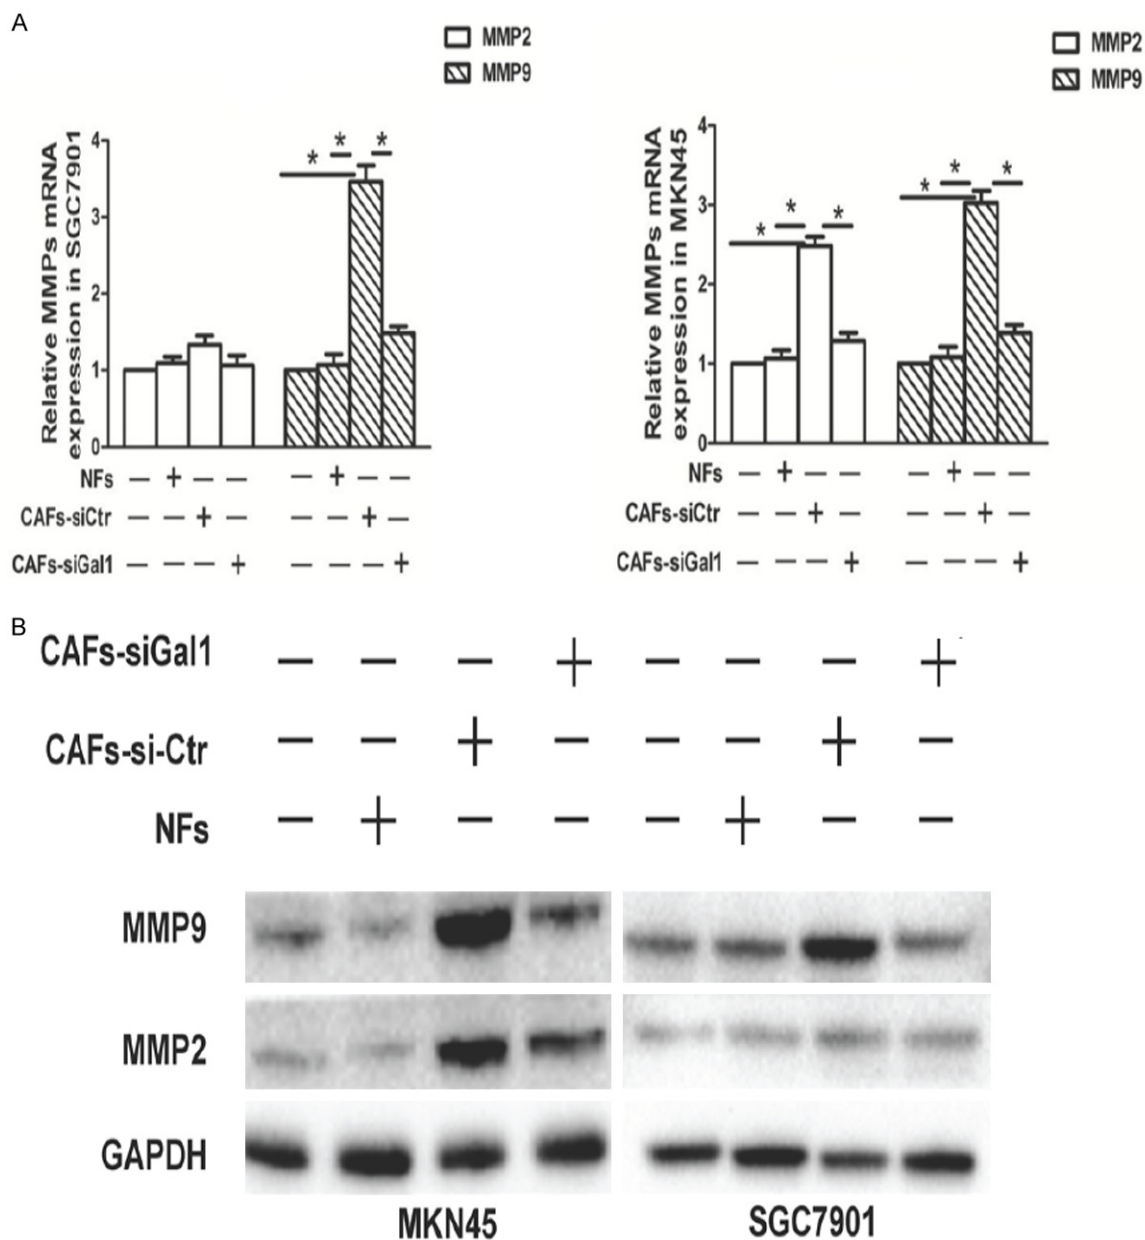 A
MMP2
MMP9
Relative MMPs mRNA
expression in SGC7901
4
3
2
1
0
* * *
NFs — + — — — + — —
CAFs-siCtr — — + — — — + —
CAFs-siGal1 — — — + — — — +
MMP2
MMP9
Relative MMPs mRNA
expression in MKN45
4
3
2
1
0
* * * * * *
NFs — + — — — + — —
CAFs-siCtr — — + — — — + —
CAFs-siGal1 — — — + — — — +
B
CAFs-siGal1 — — — + — — — +
CAFs-si-Ctr — — + — — — + —
NFs — + — — — + — —
MMP9
MMP2
GAPDH
MKN45 SGC7901